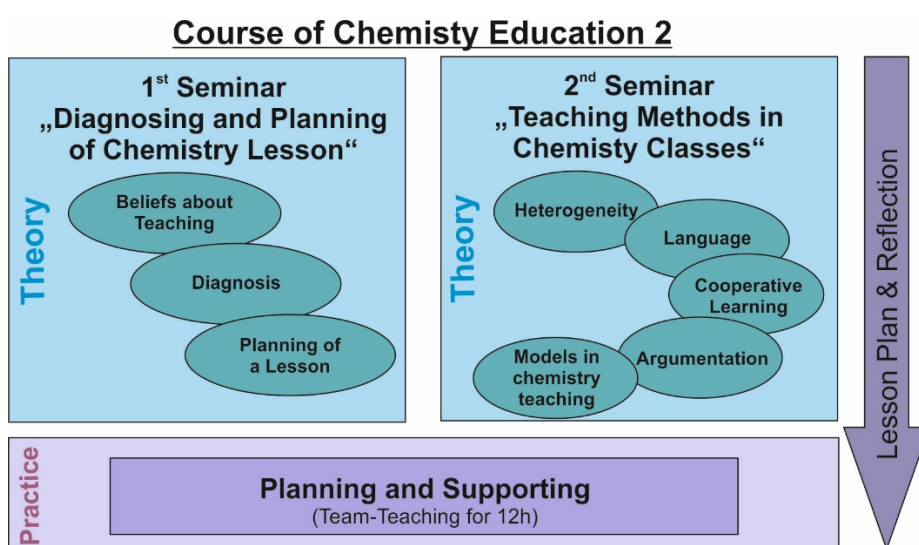 Course of Chemisty Education 2
1st Seminar
„Diagnosing and Planning
of Chemistry Lesson“
Theory
Beliefs about
Teaching
Diagnosis
Planning of
a Lesson
2nd Seminar
„Teaching Methods in
Chemisty Classes“
Theory
Heterogeneity
Language
Cooperative
Learning
Argumentation
Models in
chemistry
teaching
Lesson Plan & Reflection
Practice
Planning and Supporting
(Team-Teaching for 12h)